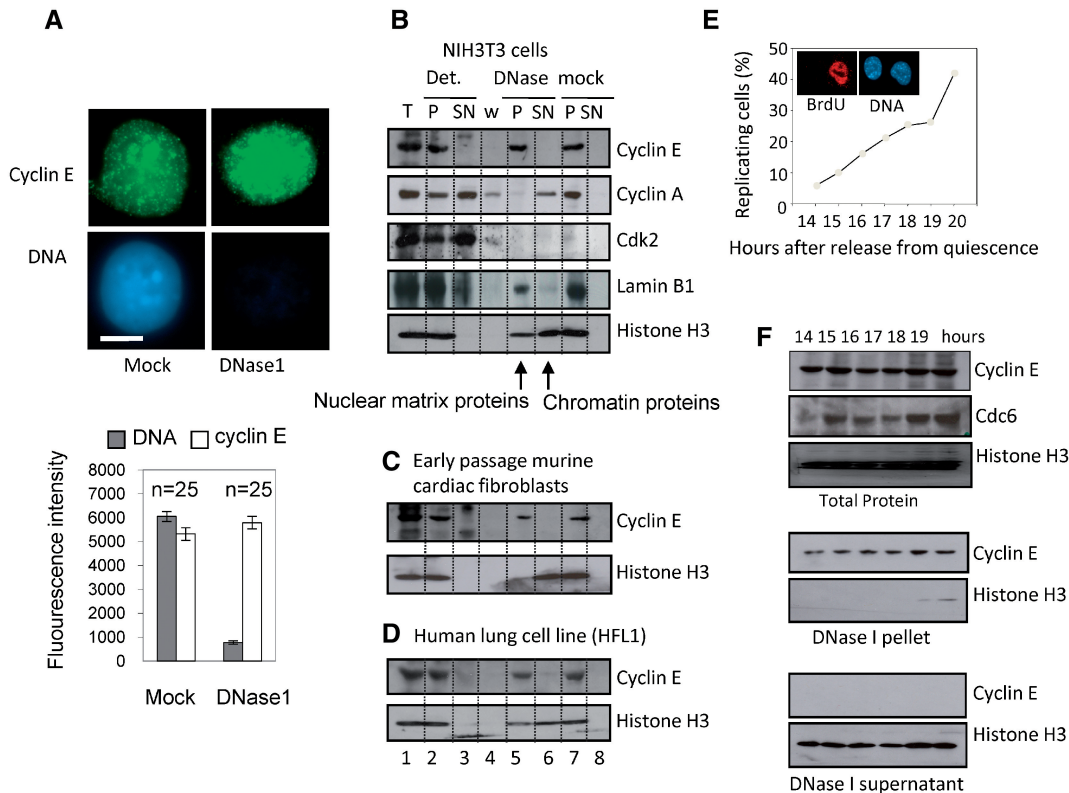 A
Cyclin E
DNA
Mock DNase1
DNA cyclin E
Fluourescence intensity
8000
7000
6000
5000
4000
3000
2000
1000
0
n=25 n=25
Mock DNase1
B
NIH3T3 cells
Det. DNase mock
T P SN w P SN P SN
Cyclin E
Cyclin A
Cdk2
Lamin B1
Histone H3
Nuclear matrix proteins Chromatin proteins
C Early passage murine
cardiac fibroblasts
Cyclin E
Histone H3
D Human lung cell line (HFL1)
Cyclin E
Histone H3
1 2 3 4 5 6 7 8
E
Replicating cells (%)
50
40
30
20
10
0
BrdU DNA
13 14 15 16 17 18 19 20
Hours after release from quiescence
F
14 15 16 17 18 19 hours
Cyclin E
Cdc6
Histone H3
Total Protein
Cyclin E
Histone H3
DNase I pellet
Cyclin E
Histone H3
DNase I supernatant